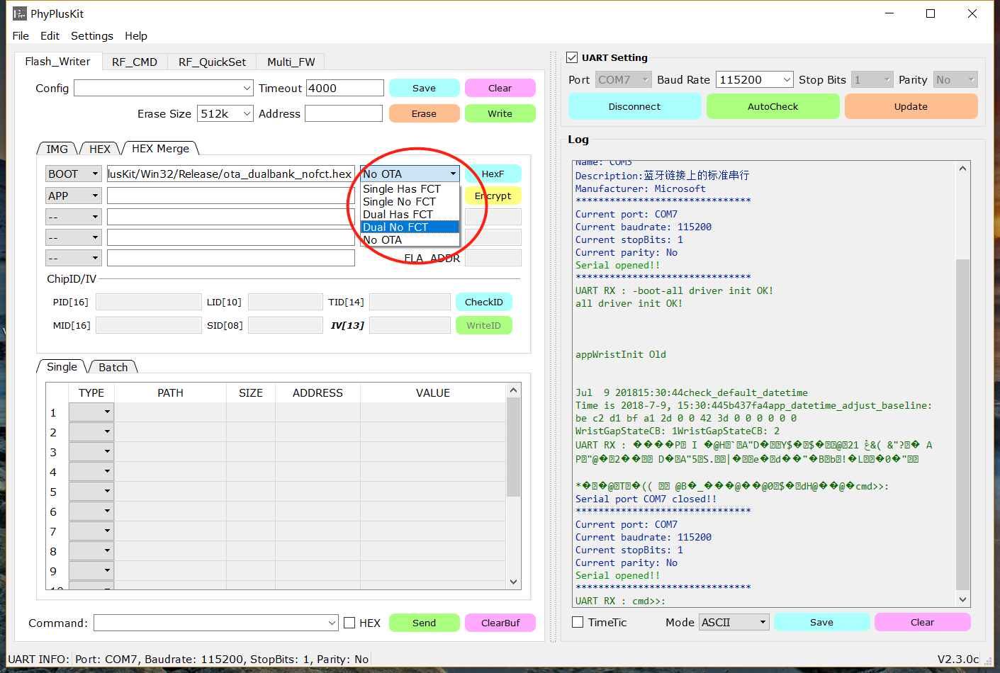 PhyPlusKit
File Edit Settings Help
Flash_Writer RF_CMD RF_QuickSet Multi_FW
Config Timeout 4000 Save Clear
Erase Size 512k Address Erase Write
IMG HEX HEX Merge
BOOT lusKit/Win32/Release/ota_dualbank_nofct.hex No OTA HexF
APP Single Has FCT Encrypt
Single No FCT
-- Dual Has FCT
Dual No FCT
-- No OTA
-- FLA_ADDR
ChipID/IV
PID[16] LID[10] TID[14] CheckID
MID[16] SID[08] IV[13] WriteID
Single Batch
TYPE PATH SIZE ADDRESS VALUE
1
2
3
4
5
6
7
8
9
10
Command: HEX Send ClearBuf
UART INFO: Port: COM7, Baudrate: 115200, StopBits: 1, Parity: No
UART Setting
Port COM7 Baud Rate 115200 Stop Bits 1 Parity No
Disconnect AutoCheck Update
Log
Name: COM3
Description:蓝牙链接上的标准串行
Manufacturer: Microsoft
*******************************
Current port: COM7
Current baudrate: 115200
Current stopBits: 1
Current parity: No
Serial opened!!
*******************************
UART RX : -boot-all driver init OK!
all driver init OK!
appWristInit Old
Jul  9 201815:30:44check_default_datetime
Time is 2018-7-9, 15:30:445b437fa4app_datetime_adjust_baseline:
be c2 d1 bf a1 2d 0 0 42 3d 0 0 0 0 0 0
WristGapStateCB: 1WristGapStateCB: 2
UART RX :
cmd>>:
Serial port COM7 closed!!
*******************************
Current port: COM7
Current baudrate: 115200
Current stopBits: 1
Current parity: No
Serial opened!!
*******************************
UART RX : cmd>>:
TimeTic Mode ASCII Save Clear
V2.3.0c